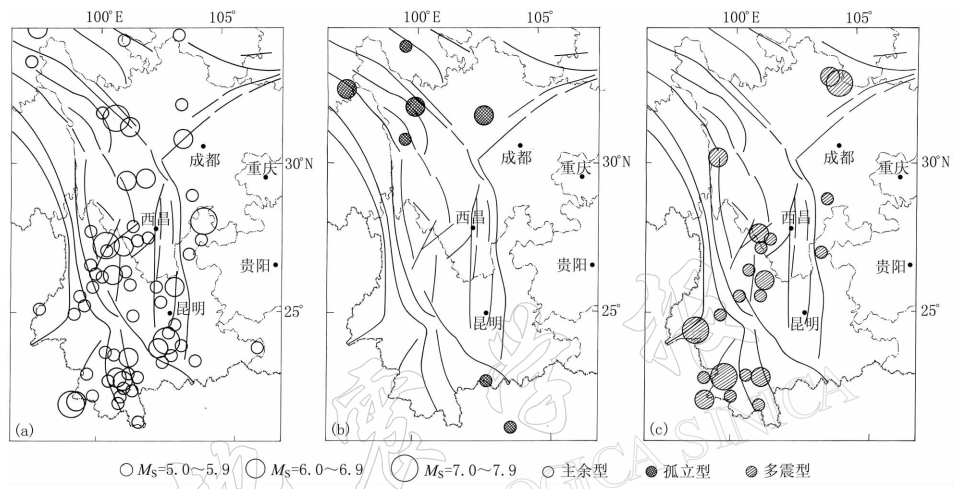 100° E 105°
100° E 105°
100° E 105°
成都
30°N
重庆
西昌
贵阳
25°
昆明
(a)
成都
30°N
重庆
西昌
贵阳
25°
昆明
(b)
成都
30°N
重庆
西昌
贵阳
25°
昆明
(c)
M_S=5.0～5.9 M_S=6.0～6.9 M_S=7.0～7.9 主余型 孤立型 多震型